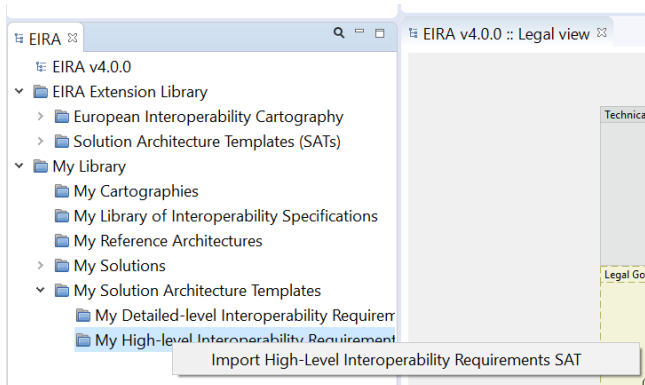 EIRA
EIRA v4.0.0 :: Legal view
EIRA v4.0.0
EIRA Extension Library
European Interoperability Cartography
Solution Architecture Templates (SATs)
My Library
My Cartographies
My Library of Interoperability Specifications
My Reference Architectures
My Solutions
My Solution Architecture Templates
My Detailed-level Interoperability Requirem
My High-level Interoperability Requirement
Import High-Level Interoperability Requirements SAT
Technica
Legal Go